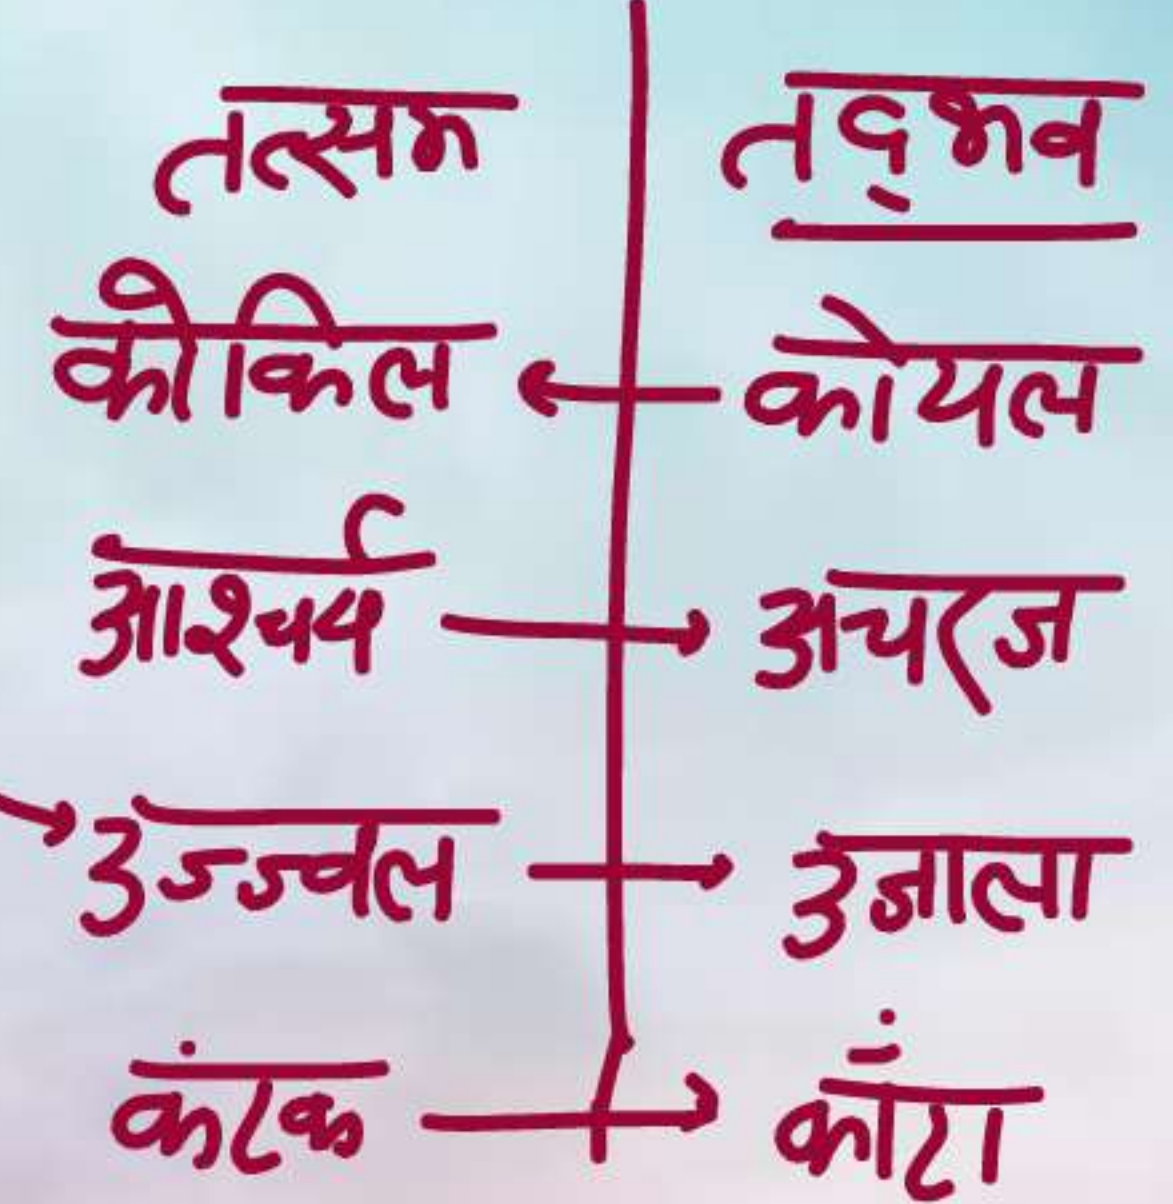 तत्सम तद्भव
कोकिल ← कोयल
आश्चर्य → अचरज
→ उज्ज्वल → उजाला
कंटक → काँटा